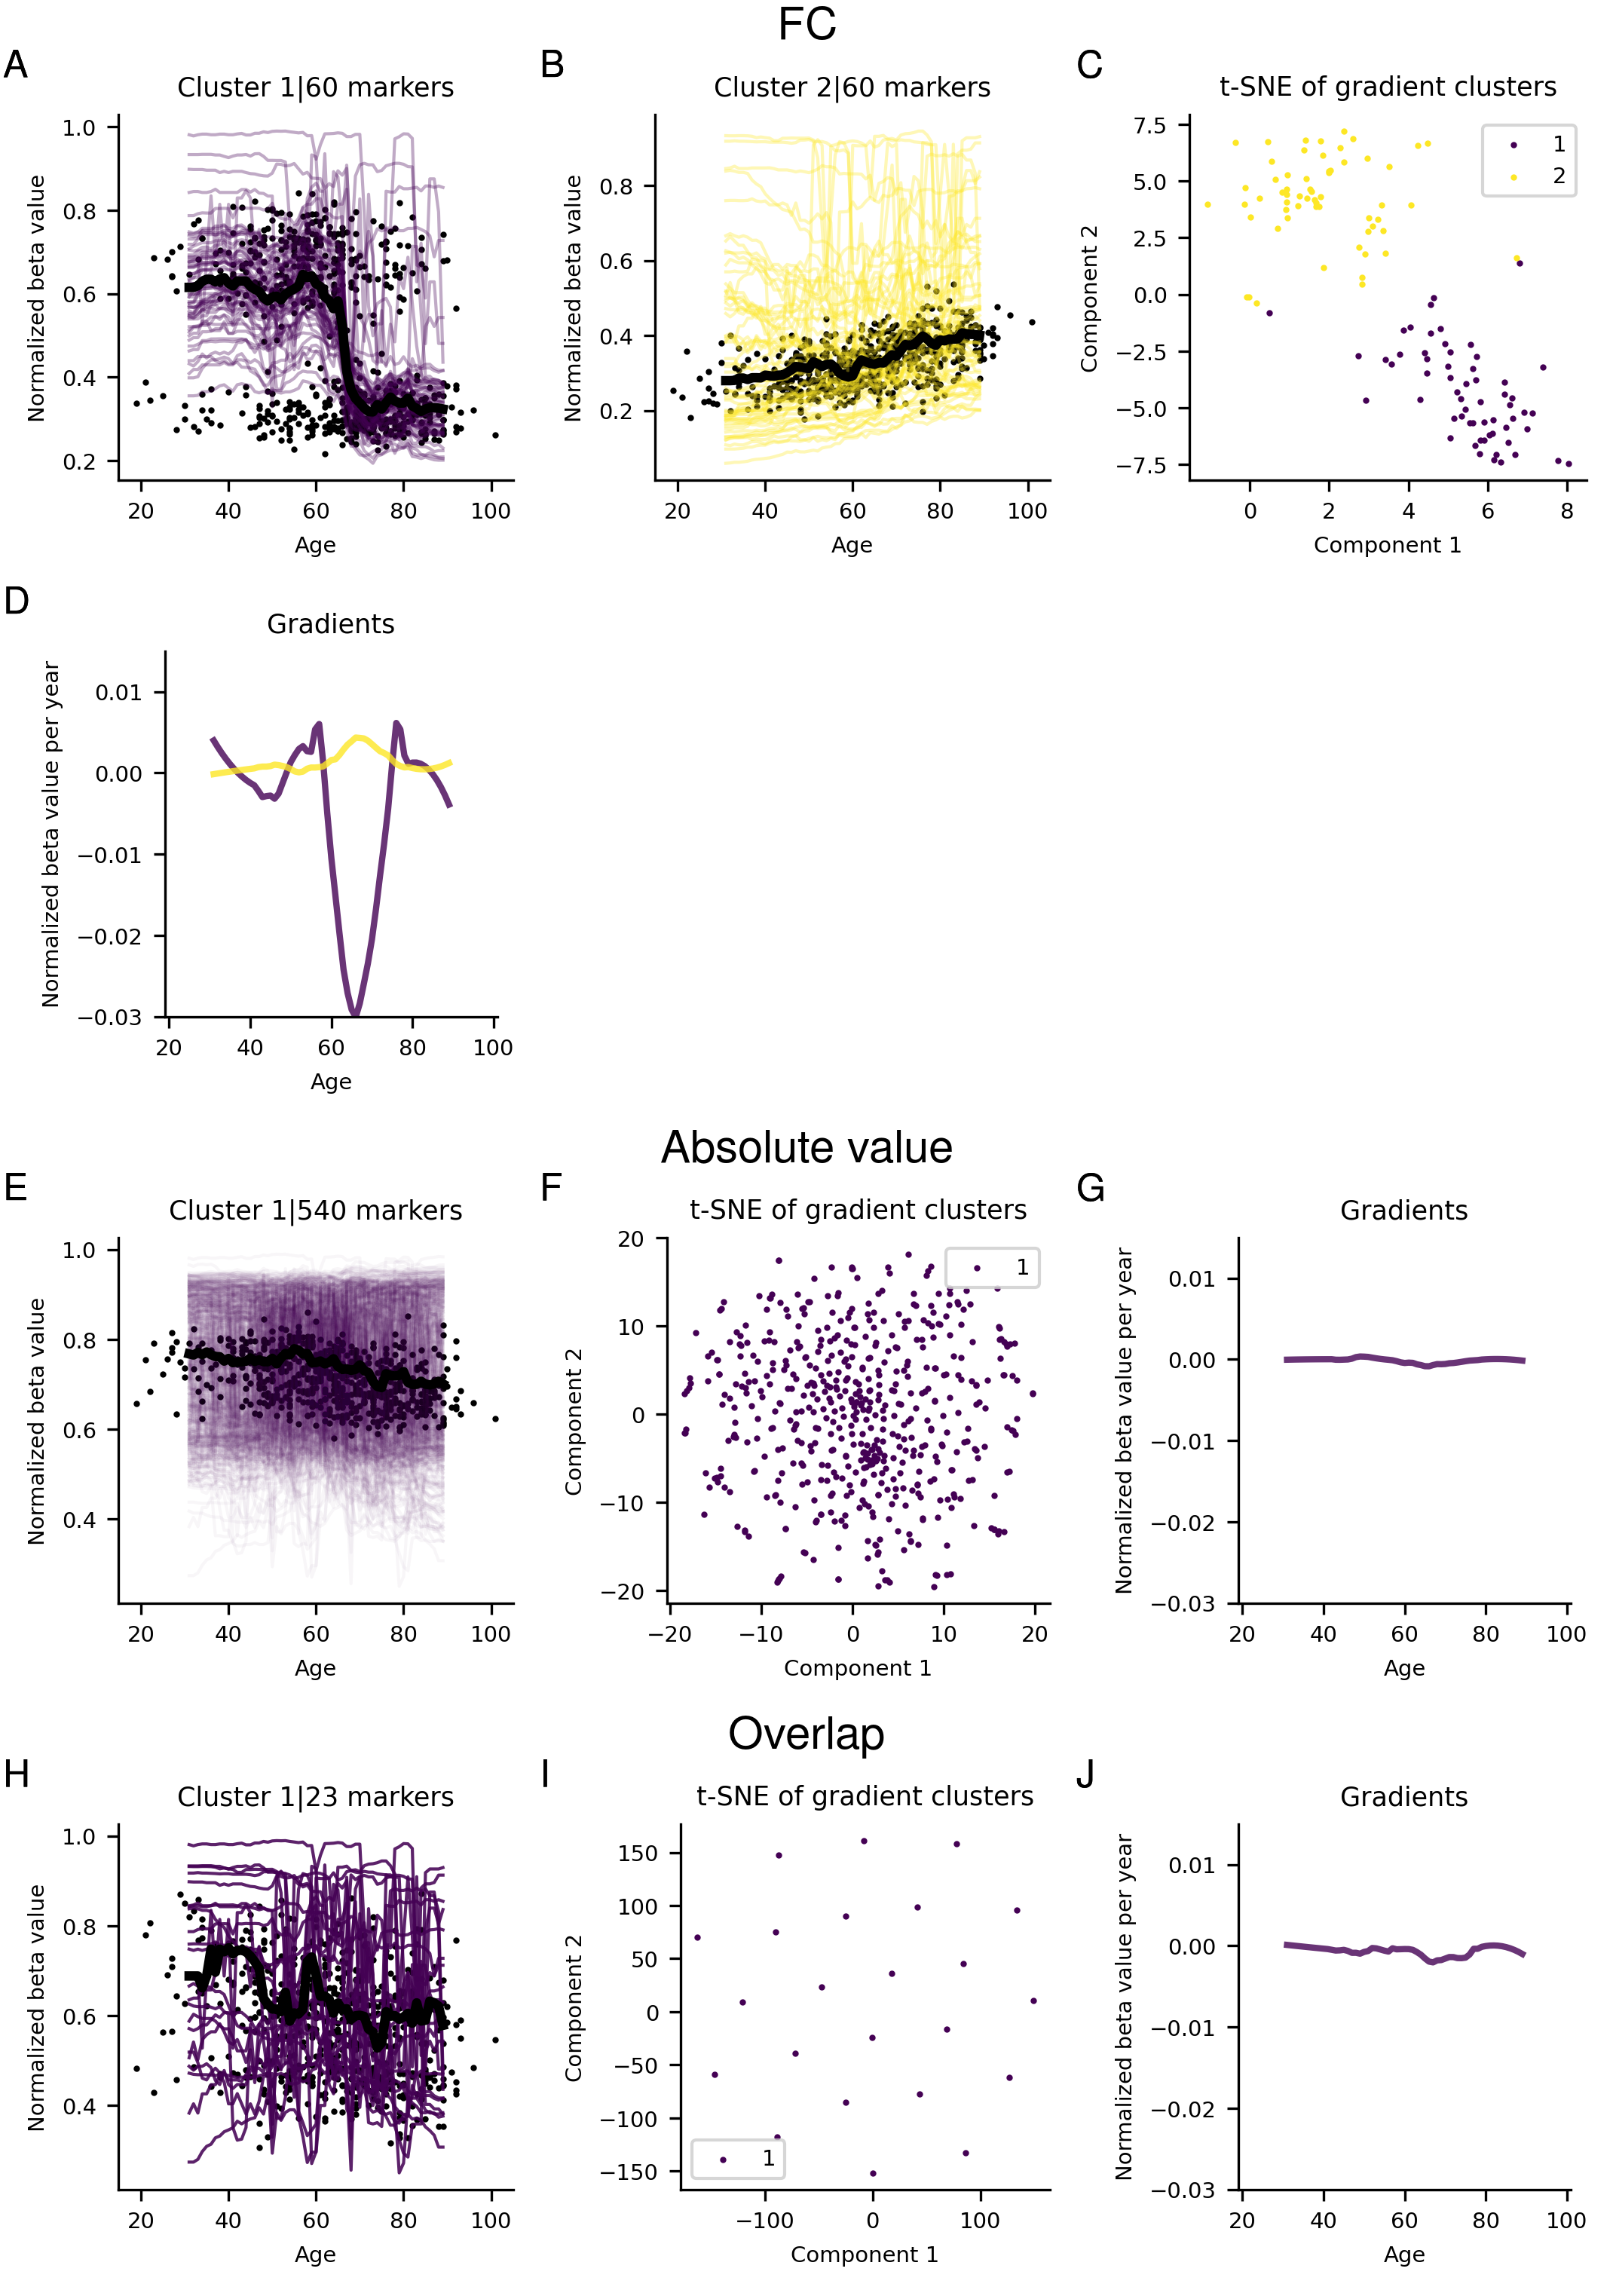 FC
A
Cluster 1|60 markers
Normalized beta value
1.0
0.8
0.6
0.4
0.2
20 40 60 80 100
Age
B
Cluster 2|60 markers
Normalized beta value
0.8
0.6
0.4
0.2
20 40 60 80 100
Age
C
t-SNE of gradient clusters
1
2
Component 2
7.5
5.0
2.5
0.0
−2.5
−5.0
−7.5
0 2 4 6 8
Component 1
D
Gradients
Normalized beta value per year
0.01
0.00
−0.01
−0.02
−0.03
20 40 60 80 100
Age
Absolute value
E
Cluster 1|540 markers
Normalized beta value
1.0
0.8
0.6
0.4
20 40 60 80 100
Age
F
t-SNE of gradient clusters
1
Component 2
20
10
0
−10
−20
−20 −10 0 10 20
Component 1
G
Gradients
Normalized beta value per year
0.01
0.00
−0.01
−0.02
−0.03
20 40 60 80 100
Age
Overlap
H
Cluster 1|23 markers
Normalized beta value
1.0
0.8
0.6
0.4
20 40 60 80 100
Age
I
t-SNE of gradient clusters
Component 2
150
100
50
0
−50
−100
−150
1
−100 0 100
Component 1
J
Gradients
Normalized beta value per year
0.01
0.00
−0.01
−0.02
−0.03
20 40 60 80 100
Age